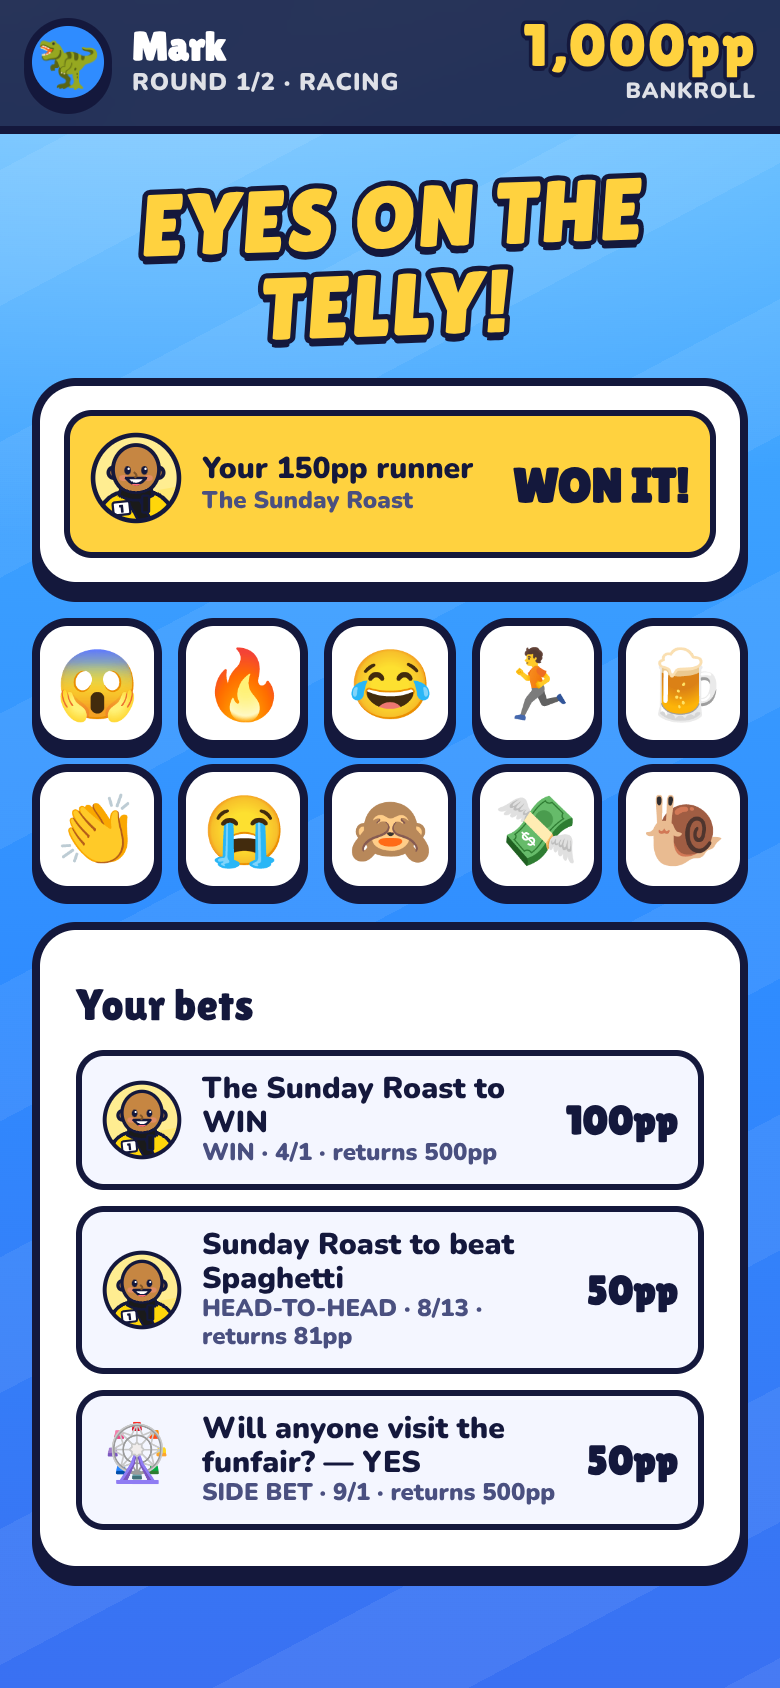 Mark
ROUND 1/2 · RACING
1,000pp
BANKROLL
EYES ON THE
TELLY!
1
Your 150pp runner
The Sunday Roast
WON IT!
Your bets
1
The Sunday Roast to
WIN
WIN · 4/1 · returns 500pp
100pp
1
Sunday Roast to beat
Spaghetti
HEAD-TO-HEAD · 8/13 ·
returns 81pp
50pp
Will anyone visit the
funfair? — YES
SIDE BET · 9/1 · returns 500pp
50pp